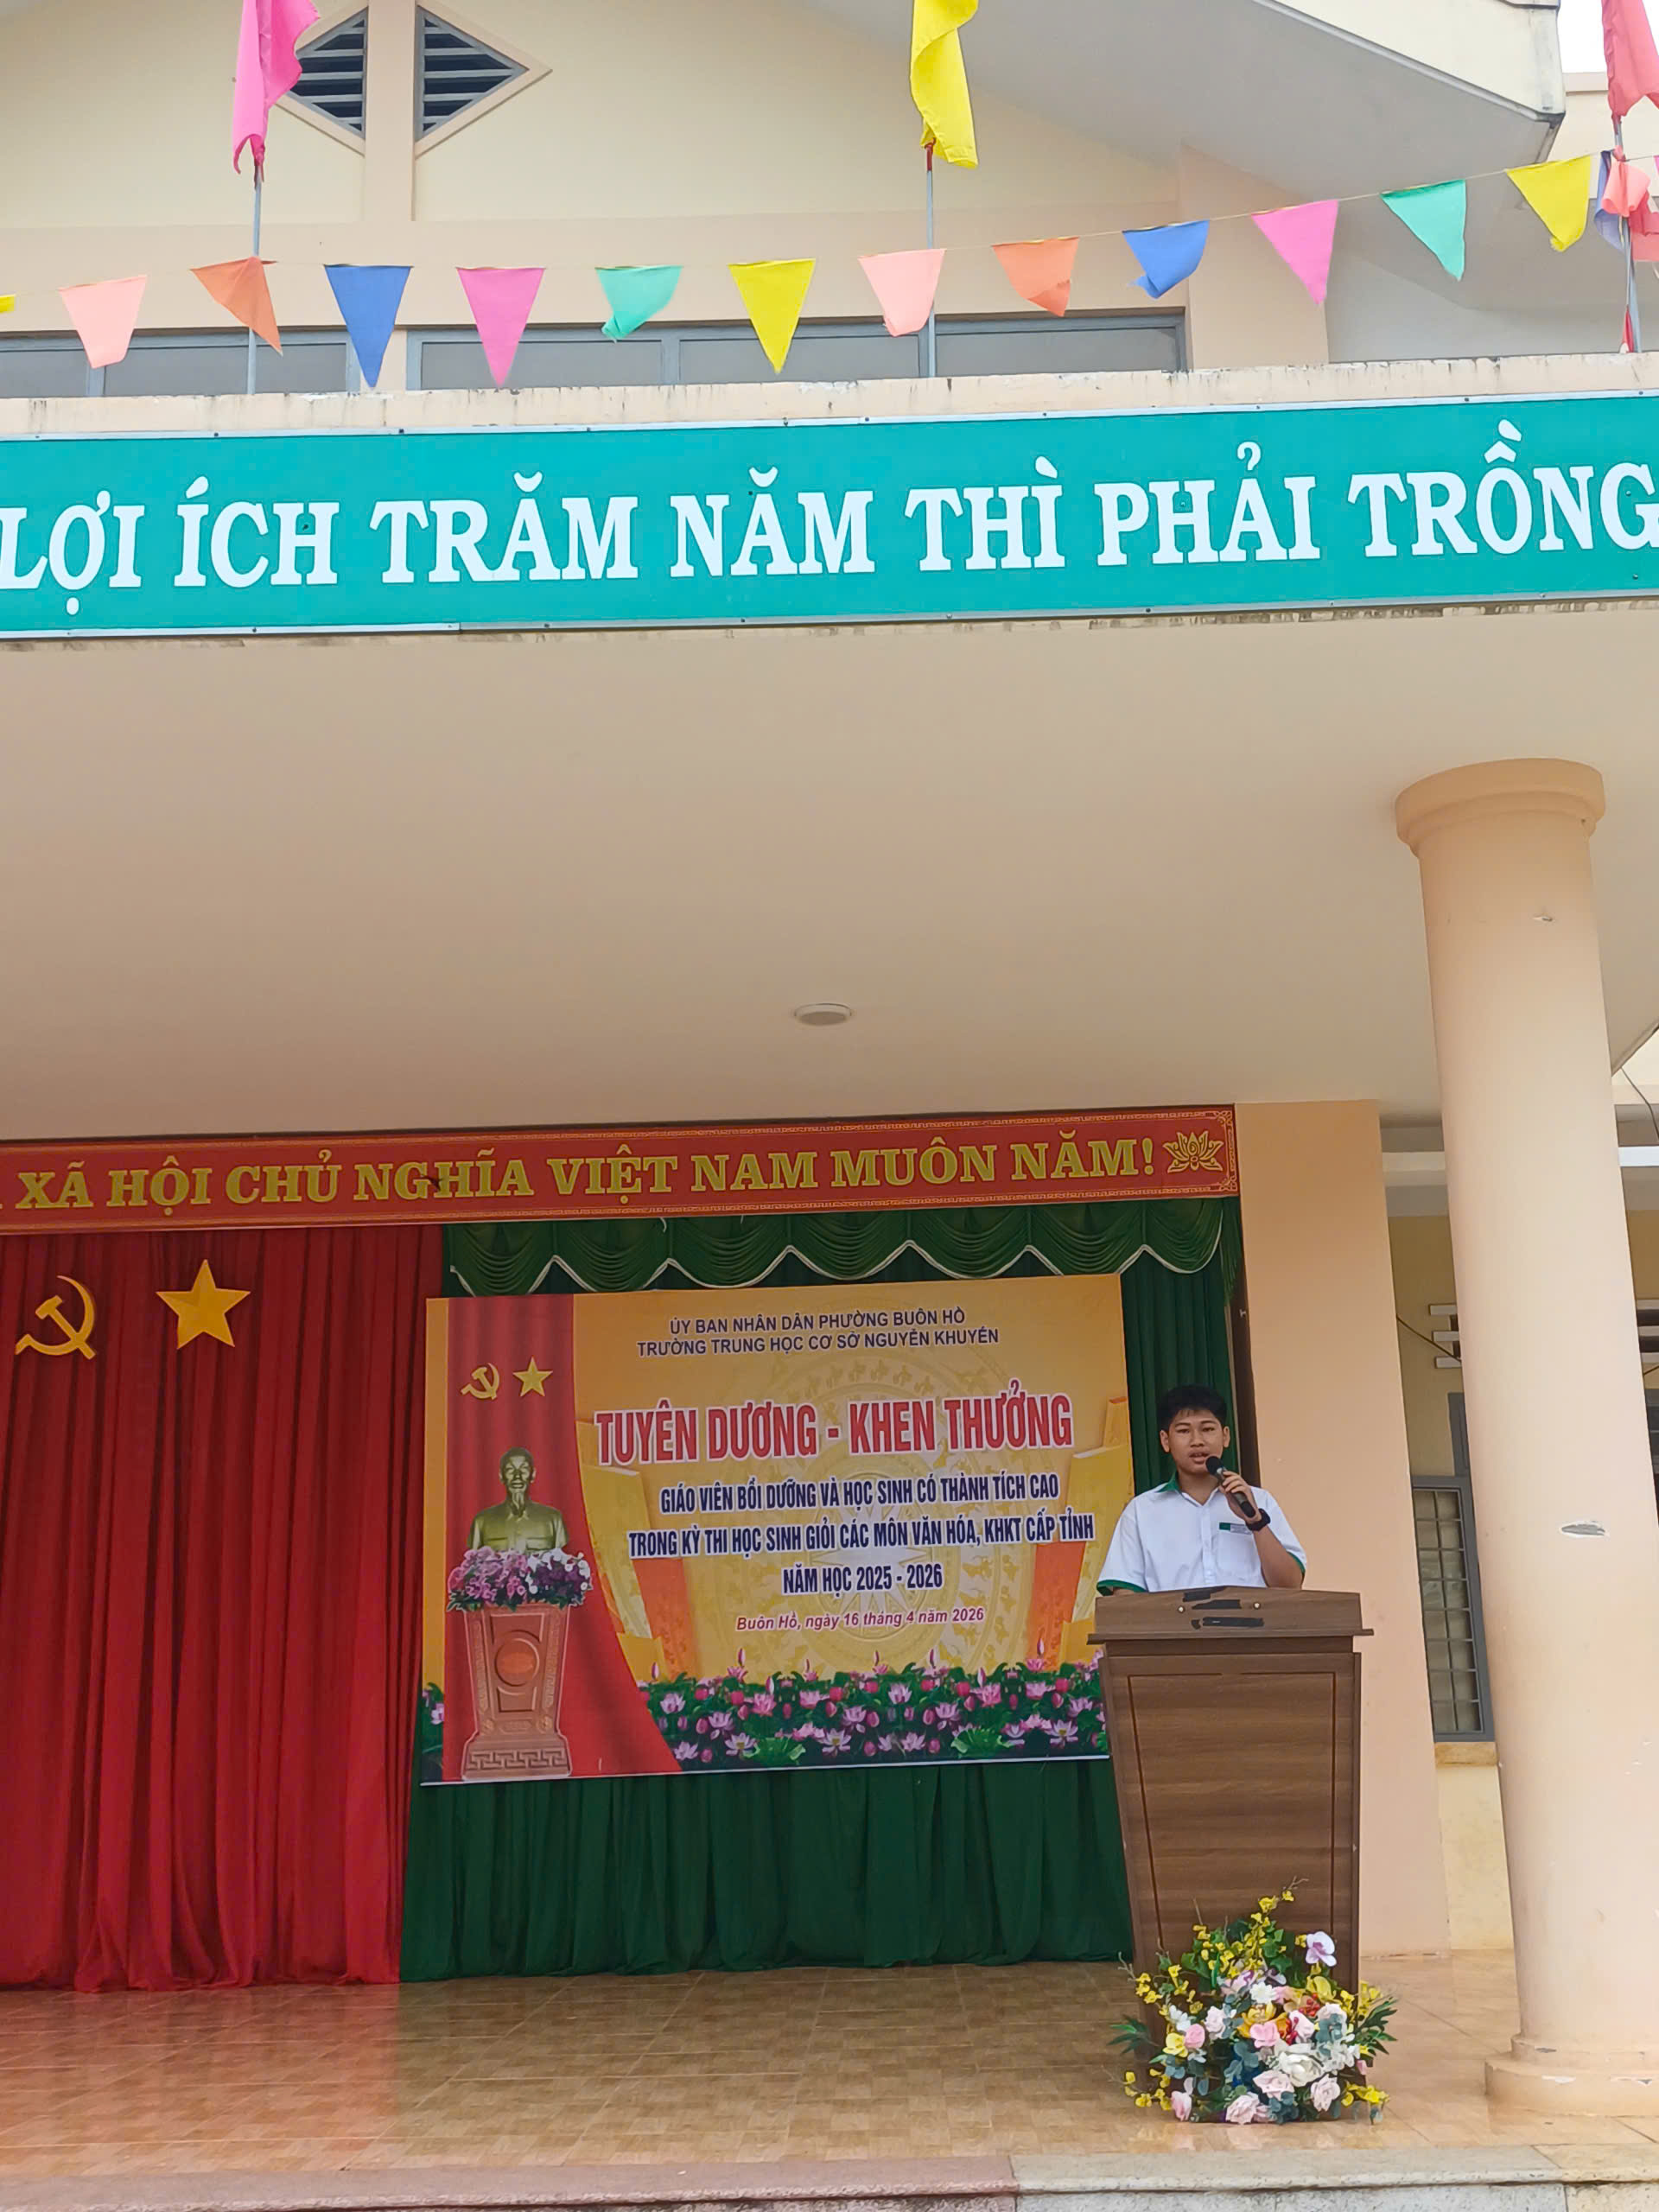 LỢI ÍCH TRĂM NĂM THÌ PHẢI TRỒNG
XÃ HỘI CHỦ NGHĨA VIỆT NAM MUÔN NĂM!
ỦY BAN NHÂN DÂN PHƯỜNG BUÔN HỒ
TRƯỜNG TRUNG HỌC CƠ SỞ NGUYỄN KHUYẾN
TUYÊN DƯƠNG - KHEN THƯỞNG
GIÁO VIÊN BỒI DƯỠNG VÀ HỌC SINH CÓ THÀNH TÍCH CAO
TRONG KỲ THI HỌC SINH GIỎI CÁC MÔN VĂN HÓA, KHKT CẤP TỈNH
NĂM HỌC 2025 - 2026
Buôn Hồ, ngày 16 tháng 4 năm 2026